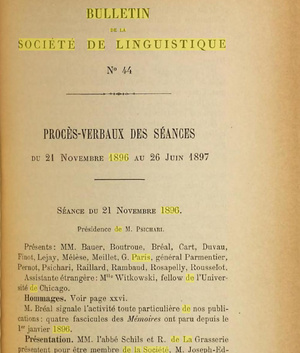 BULLETIN
DE LA
SOCIÉTÉ DE LINGUISTIQUE
N° 44
PROCÈS-VERBAUX DES SÉANCES
DU 21 NOVEMBRE 1896 AU 26 JUIN 1897
SÉANCE DU 21 NOVEMBRE 1896.
Présidence de M. PSICHARI.
Présents : MM. Bauer, Boutroue, Bréal, Cart, Duvau,
Finot, Lejay, Mélèse, Meillet, G. Paris, général Parmentier,
Pernot, Psichari, Raillard, Rambaud, Rosapelly, Rousselot.
Assistante étrangère : Mlle Witkowski, fellow de l'Univer-
sité de Chicago.
Hommages. Voir page xxvi.
M. Bréal signale l'activité toute particulière de nos publi-
cations : quatre fascicules des Mémoires ont paru depuis le
1er janvier 1896.
Présentation. MM. l'abbé Schils et R. de La Grasserie
présentent pour être membre de la Société, M. Joseph-Ed-